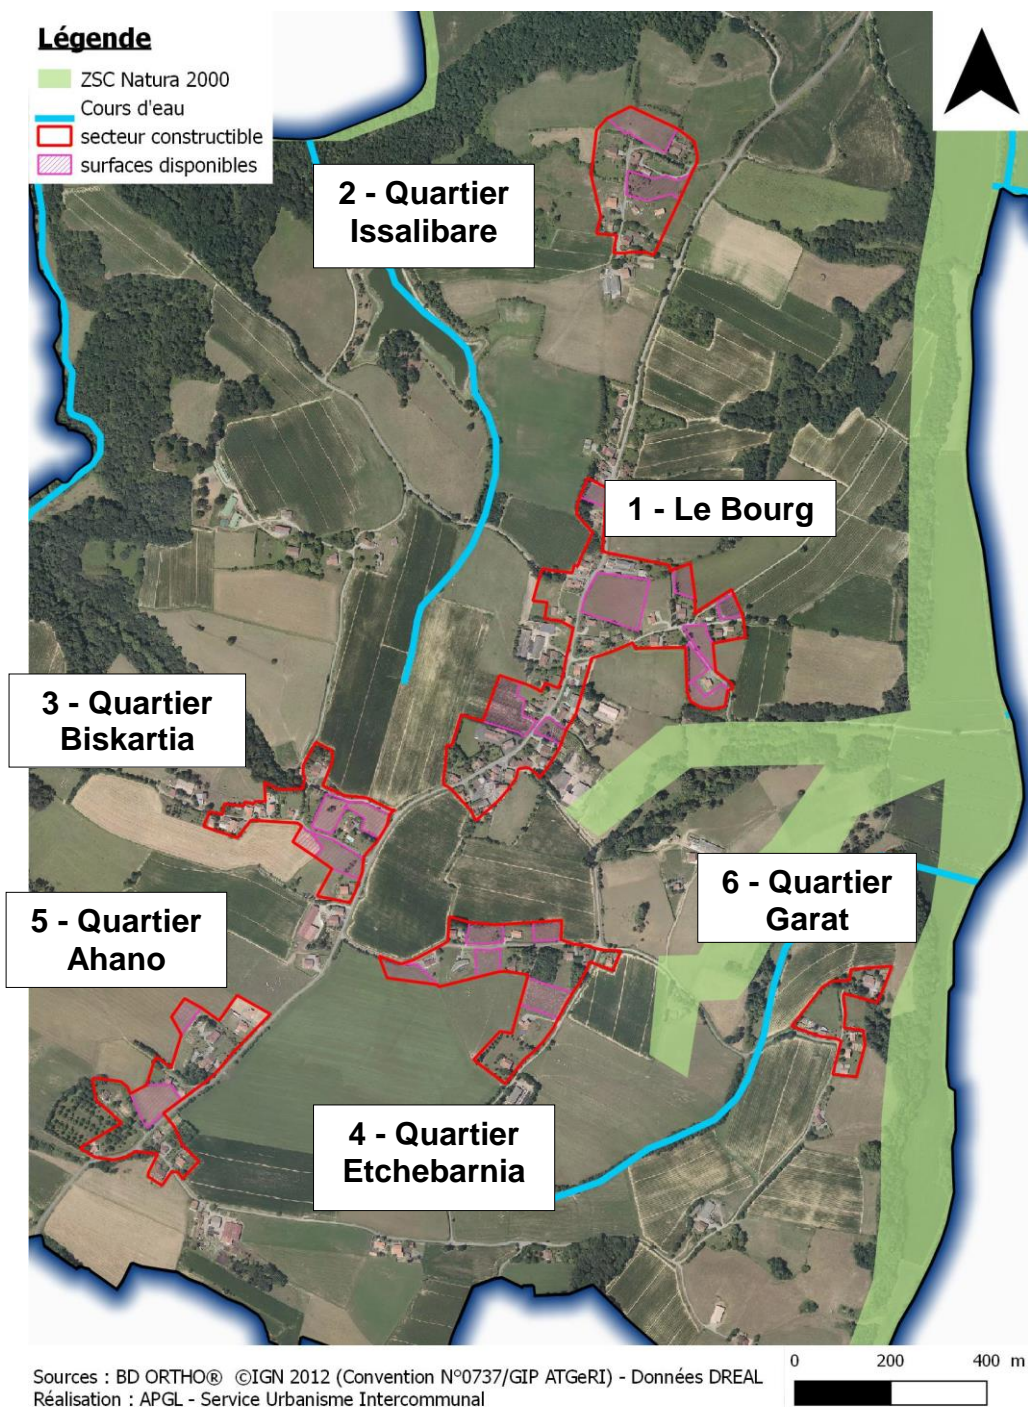 Légende
ZSC Natura 2000
Cours d'eau
secteur constructible
surfaces disponibles
2 - Quartier
Issalibare
1 - Le Bourg
3 - Quartier
Biskartia
6 - Quartier
Garat
5 - Quartier
Ahano
4 - Quartier
Etchebarnia
0 200 400 m
Sources : BD ORTHO® ©IGN 2012 (Convention N°0737/GIP ATGeRI) - Données DREAL
Réalisation : APGL - Service Urbanisme Intercommunal